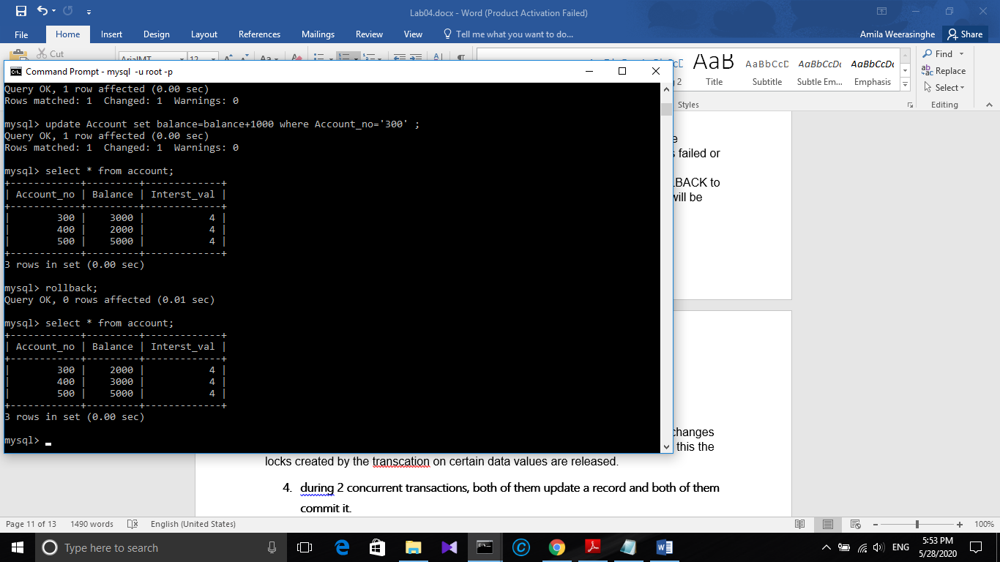 Lab04.docx - Word (Product Activation Failed)
File Home Insert Design Layout References Mailings Review View Tell me what you want to do... Amila Weerasinghe Share
Cut
Find
Replace
Select
Editing
AaB AaBbCcD AaBbCcDc AaBbCcDc
Title Subtitle Subtle Em... Emphasis
Styles
Command Prompt - mysql -u root -p
Query OK, 1 row affected (0.00 sec)
Rows matched: 1 Changed: 1 Warnings: 0
mysql> update Account set balance=balance+1000 where Account_no='300' ;
Query OK, 1 row affected (0.00 sec)
Rows matched: 1 Changed: 1 Warnings: 0
mysql> select * from account;
+------------+---------+-------------+
| Account_no | Balance | Interst_val |
+------------+---------+-------------+
| 300 | 3000 | 4 |
| 400 | 2000 | 4 |
| 500 | 5000 | 4 |
+------------+---------+-------------+
3 rows in set (0.00 sec)
mysql> rollback;
Query OK, 0 rows affected (0.01 sec)
mysql> select * from account;
+------------+---------+-------------+
| Account_no | Balance | Interst_val |
+------------+---------+-------------+
| 300 | 2000 | 4 |
| 400 | 3000 | 4 |
| 500 | 5000 | 4 |
+------------+---------+-------------+
3 rows in set (0.00 sec)
mysql>
failed or
LBACK to
will be
changes
this the
locks created by the transcation on certain data values are released.
4. during 2 concurrent transactions, both of them update a record and both of them
commit it.
Page 11 of 13 1490 words English (United States) 100%
Type here to search
ENG
5:53 PM
5/28/2020